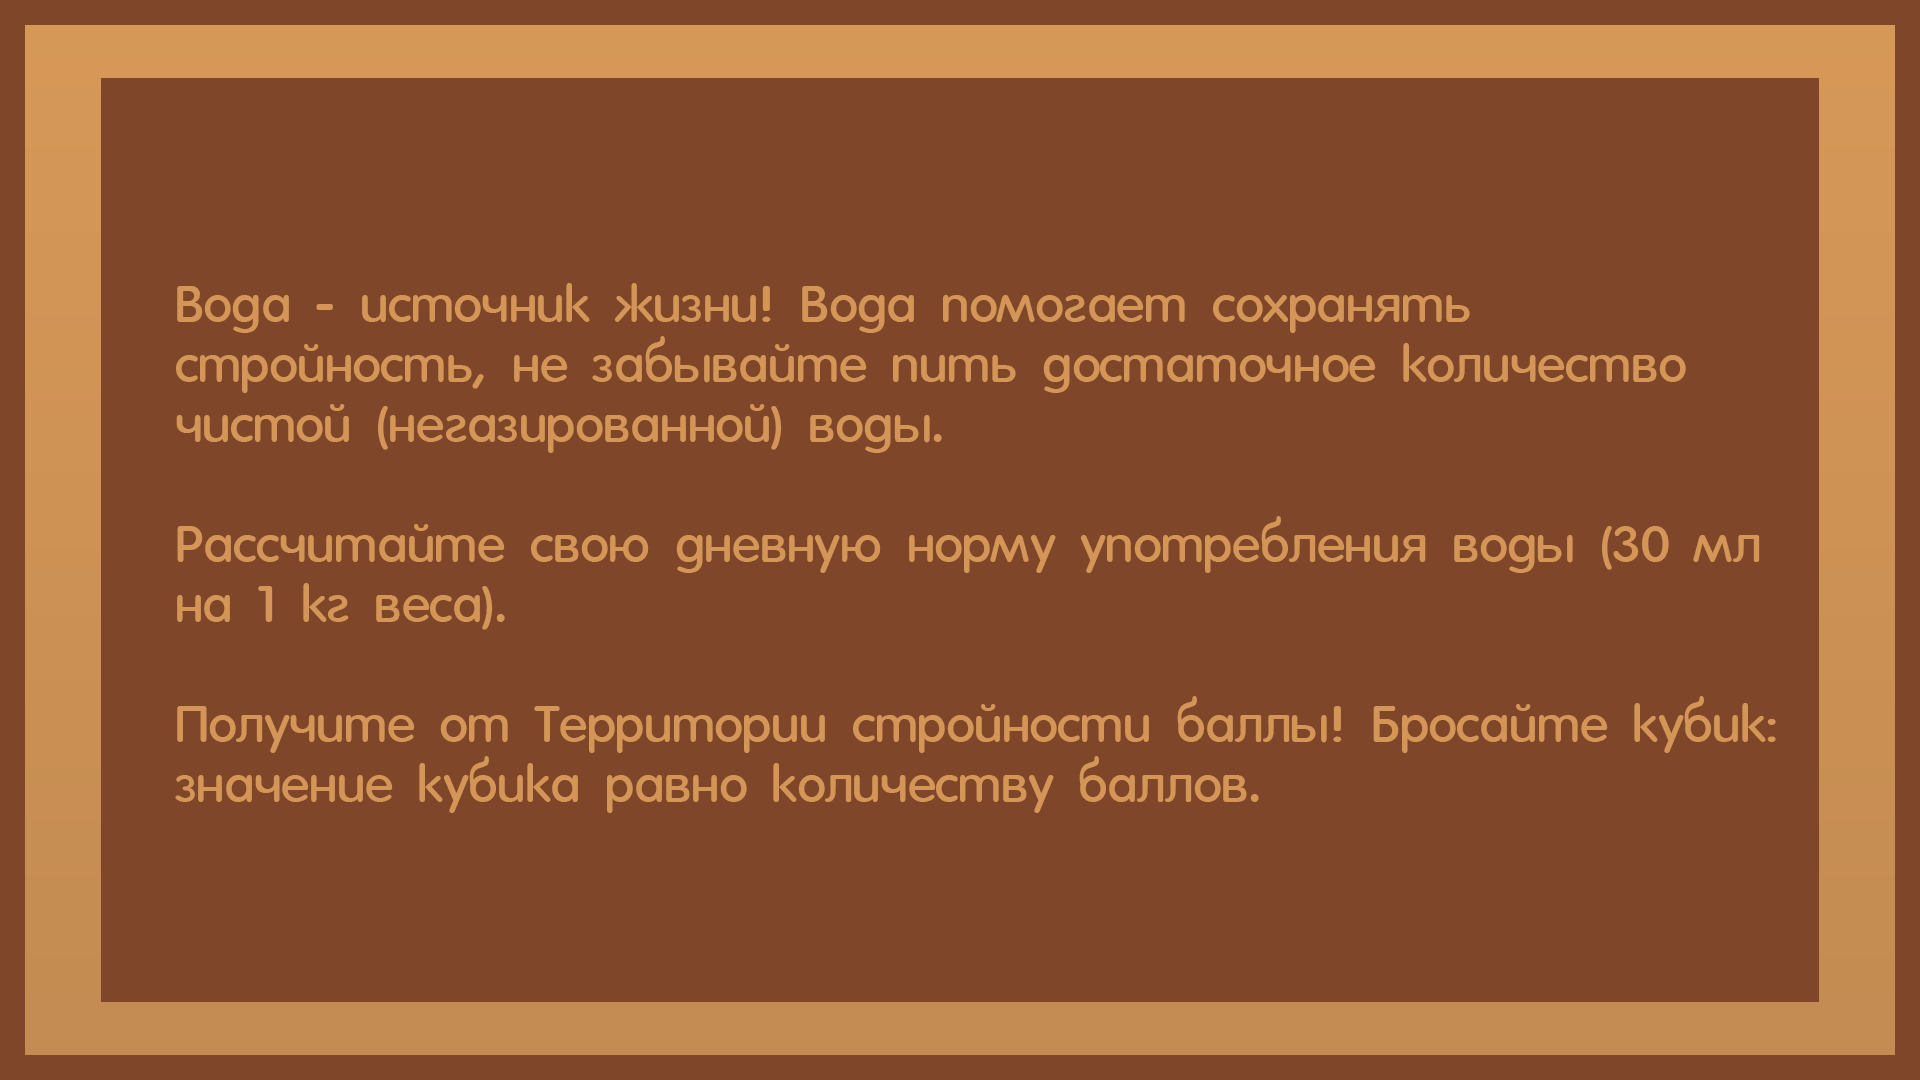 Вода - источник жизни! Вода помогает сохранять
стройность, не забывайте пить достаточное количество
чистой (негазированной) воды.
Рассчитайте свою дневную норму употребления воды (30 мл
на 1 кг веса).
Получите от Территории стройности баллы! Бросайте кубик:
значение кубика равно количеству баллов.